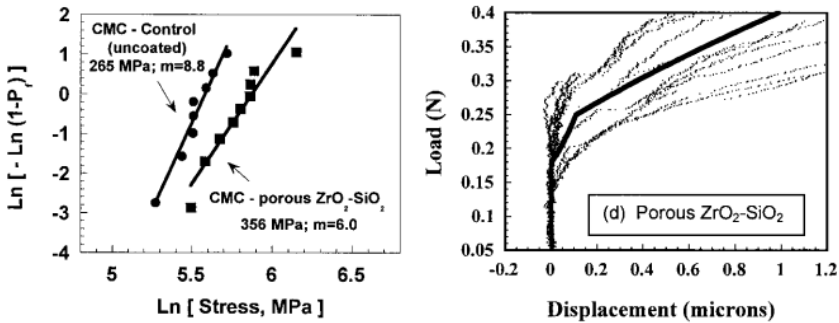 2
1
0
-1
-2
-3
-4
Ln [ - Ln (1-Pf) ]
CMC - Control
(uncoated)
265 MPa; m=8.8
CMC - porous ZrO2-SiO2
356 MPa; m=6.0
5
5.5
6
6.5
Ln [ Stress, MPa ]
0.4
0.35
0.3
0.25
0.2
0.15
0.1
0.05
Load (N)
(d) Porous ZrO2-SiO2
-0.2
0
0.2
0.4
0.6
0.8
1
1.2
Displacement (microns)